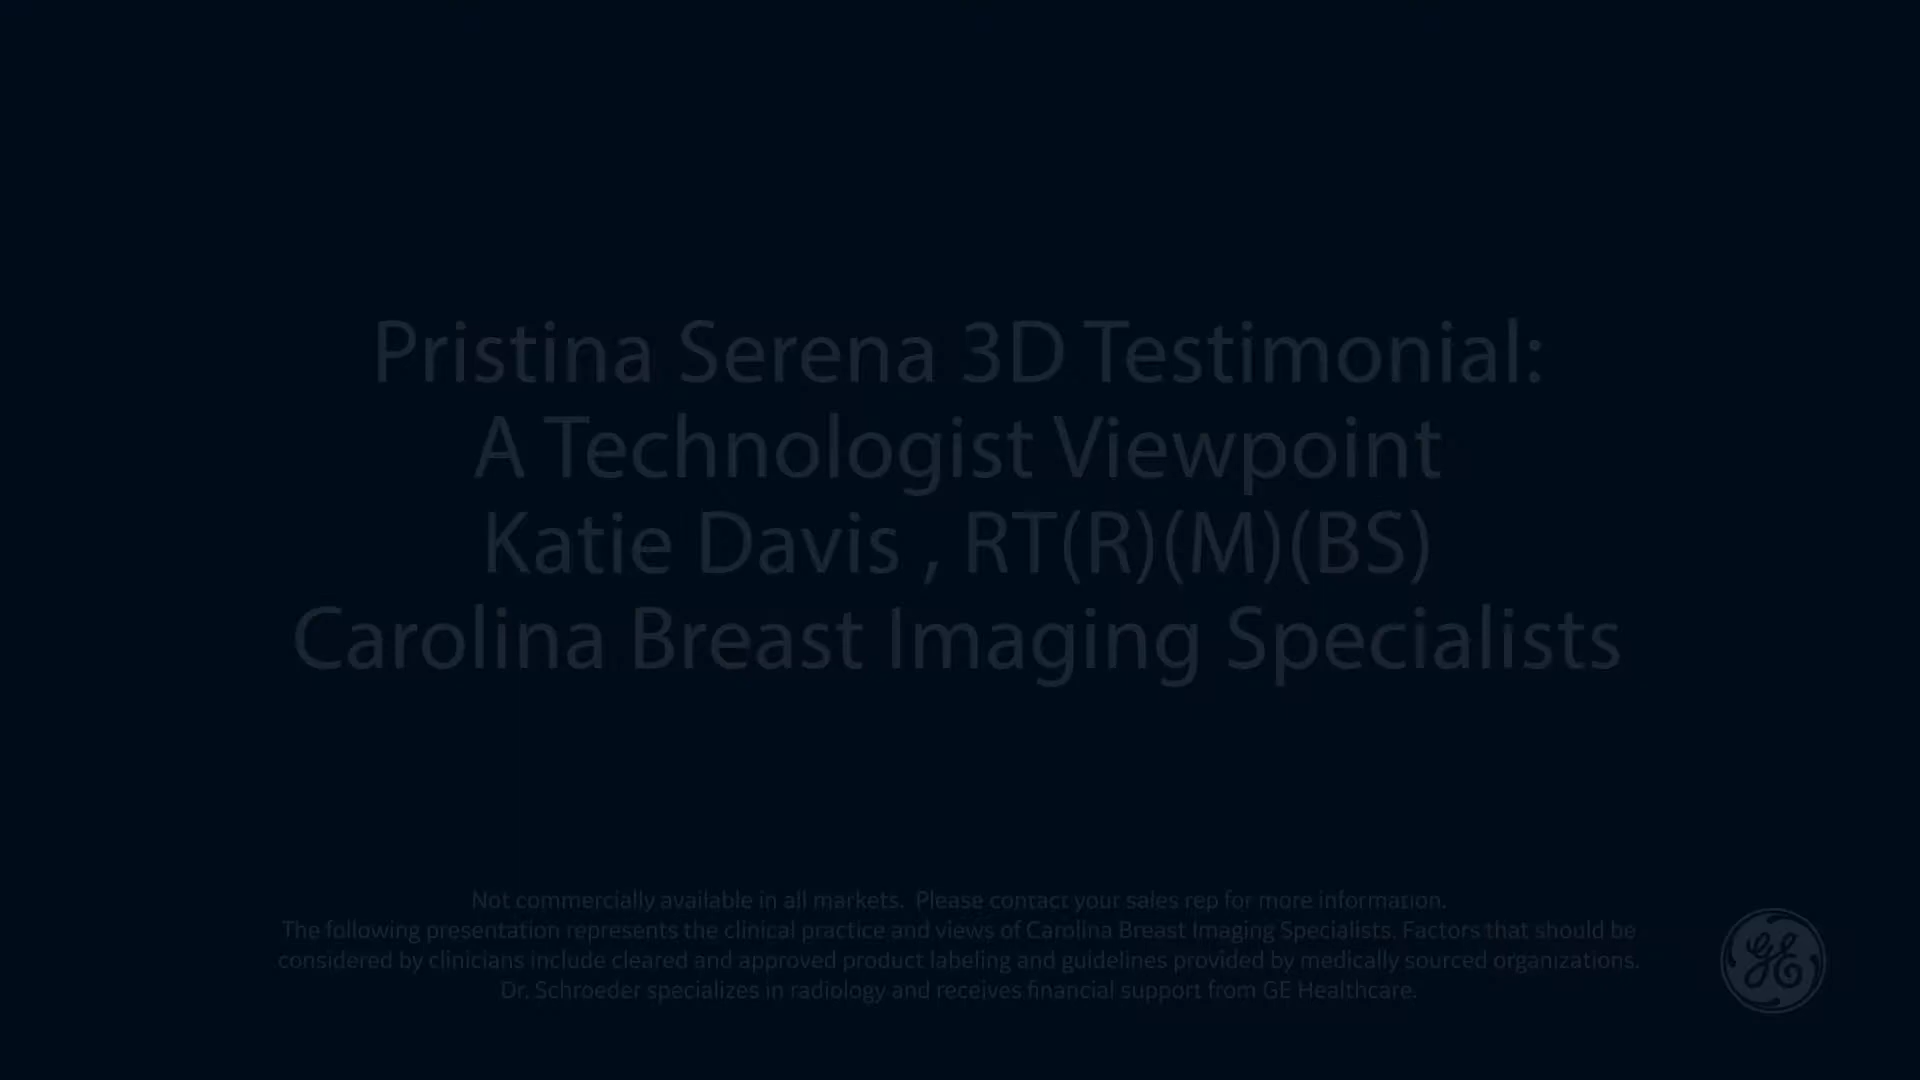 Pristina Serena 3D Testimonial:
A Technologist Viewpoint
Katie Davis , RT(R)(M)(BS)
Carolina Breast Imaging Specialists
Not commercially available in all markets.  Please contact your sales rep for more information.
The following presentation represents the clinical practice and views of Carolina Breast Imaging Specialists. Factors that should be
considered by clinicians include cleared and approved product labeling and guidelines provided by medically sourced organizations.
Dr. Schroeder specializes in radiology and receives financial support from GE Healthcare.
GE